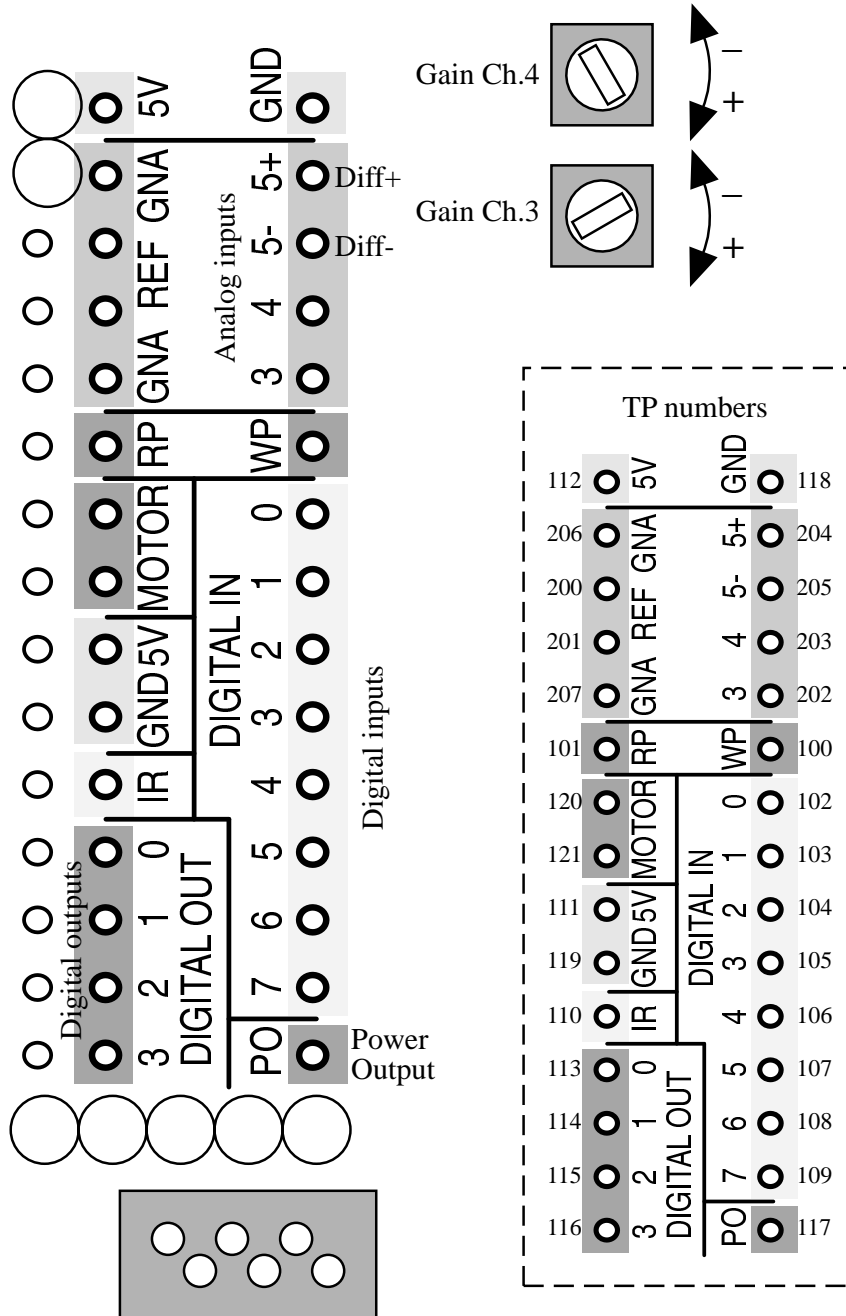 Gain Ch.4
–
+
Gain Ch.3
–
+
5V
GND
GNA
5+
Diff+
REF
5-
Diff-
GNA
4
3
Analog inputs
RP
WP
MOTOR
0
1
5V
2
GND
3
IR
4
DIGITAL IN
Digital inputs
0
5
1
6
2
7
3
DIGITAL OUT
Digital outputs
PO
Power
Output
TP numbers
112 5V GND 118
206 GNA 5+ 204
200 REF 5- 205
201 4 203
207 GNA 3 202
101 RP WP 100
120 MOTOR 0 102
121 1 103
111 5V 2 104
119 GND 3 105
110 IR 4 106
DIGITAL IN
113 0 5 107
114 1 6 108
115 2 7 109
116 3 PO 117
DIGITAL OUT